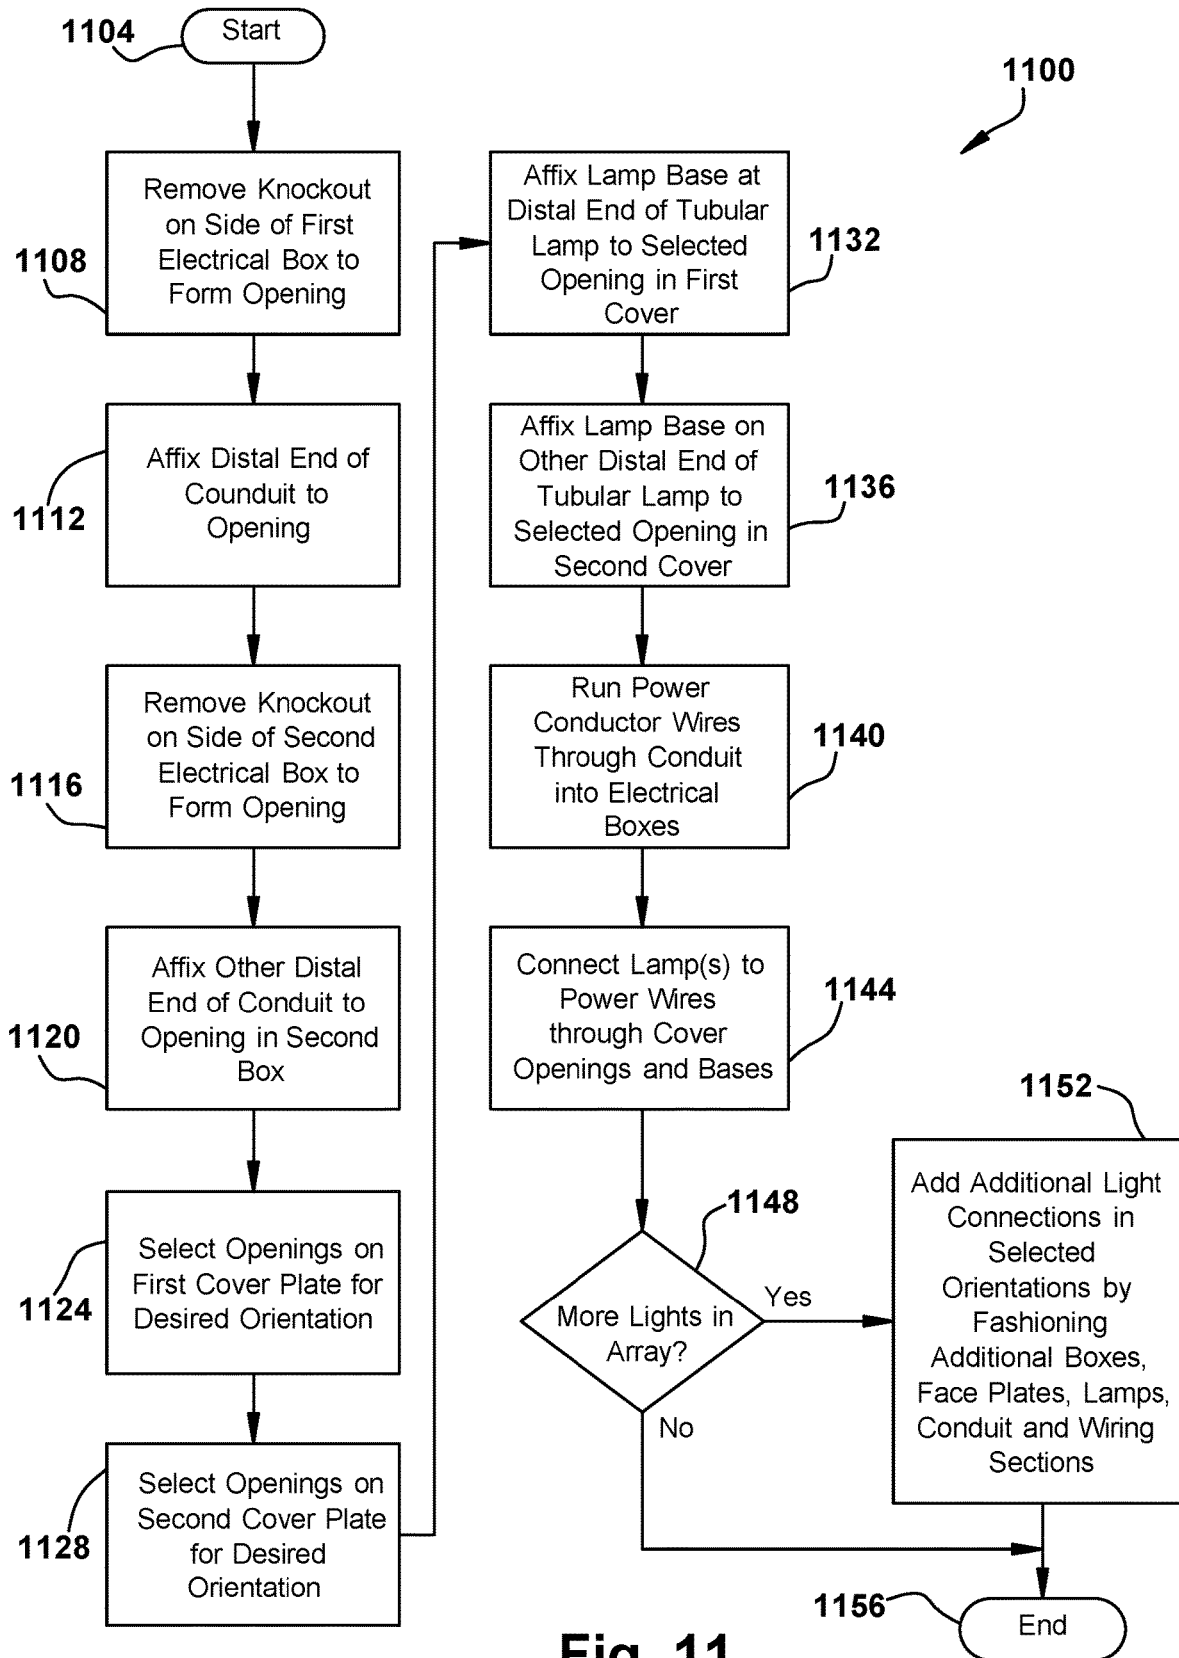 1104
Start
1100
Remove Knockout
on Side of First
Electrical Box to
Form Opening
1108
Affix Distal End of
Counduit to
Opening
1112
Remove Knockout
on Side of Second
Electrical Box to
Form Opening
1116
Affix Other Distal
End of Conduit to
Opening in Second
Box
1120
Select Openings on
First Cover Plate for
Desired Orientation
1124
Select Openings on
Second Cover Plate
for Desired
Orientation
1128
Affix Lamp Base at
Distal End of Tubular
Lamp to Selected
Opening in First
Cover
1132
Affix Lamp Base on
Other Distal End of
Tubular Lamp to
Selected Opening in
Second Cover
1136
Run Power
Conductor Wires
Through Conduit
into Electrical
Boxes
1140
Connect Lamp(s) to
Power Wires
through Cover
Openings and Bases
1144
1148
More Lights in
Array?
Yes
No
1152
Add Additional Light
Connections in
Selected
Orientations by
Fashioning
Additional Boxes,
Face Plates, Lamps,
Conduit and Wiring
Sections
1156
End
Fig. 11